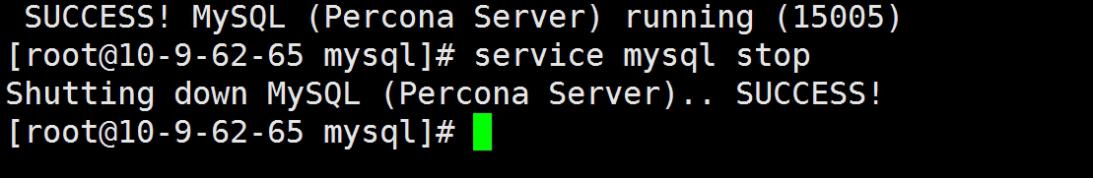 SUCCESS! MySQL (Percona Server) running (15005)
[root@10-9-62-65 mysql]# service mysql stop
Shutting down MySQL (Percona Server).. SUCCESS!
[root@10-9-62-65 mysql]#